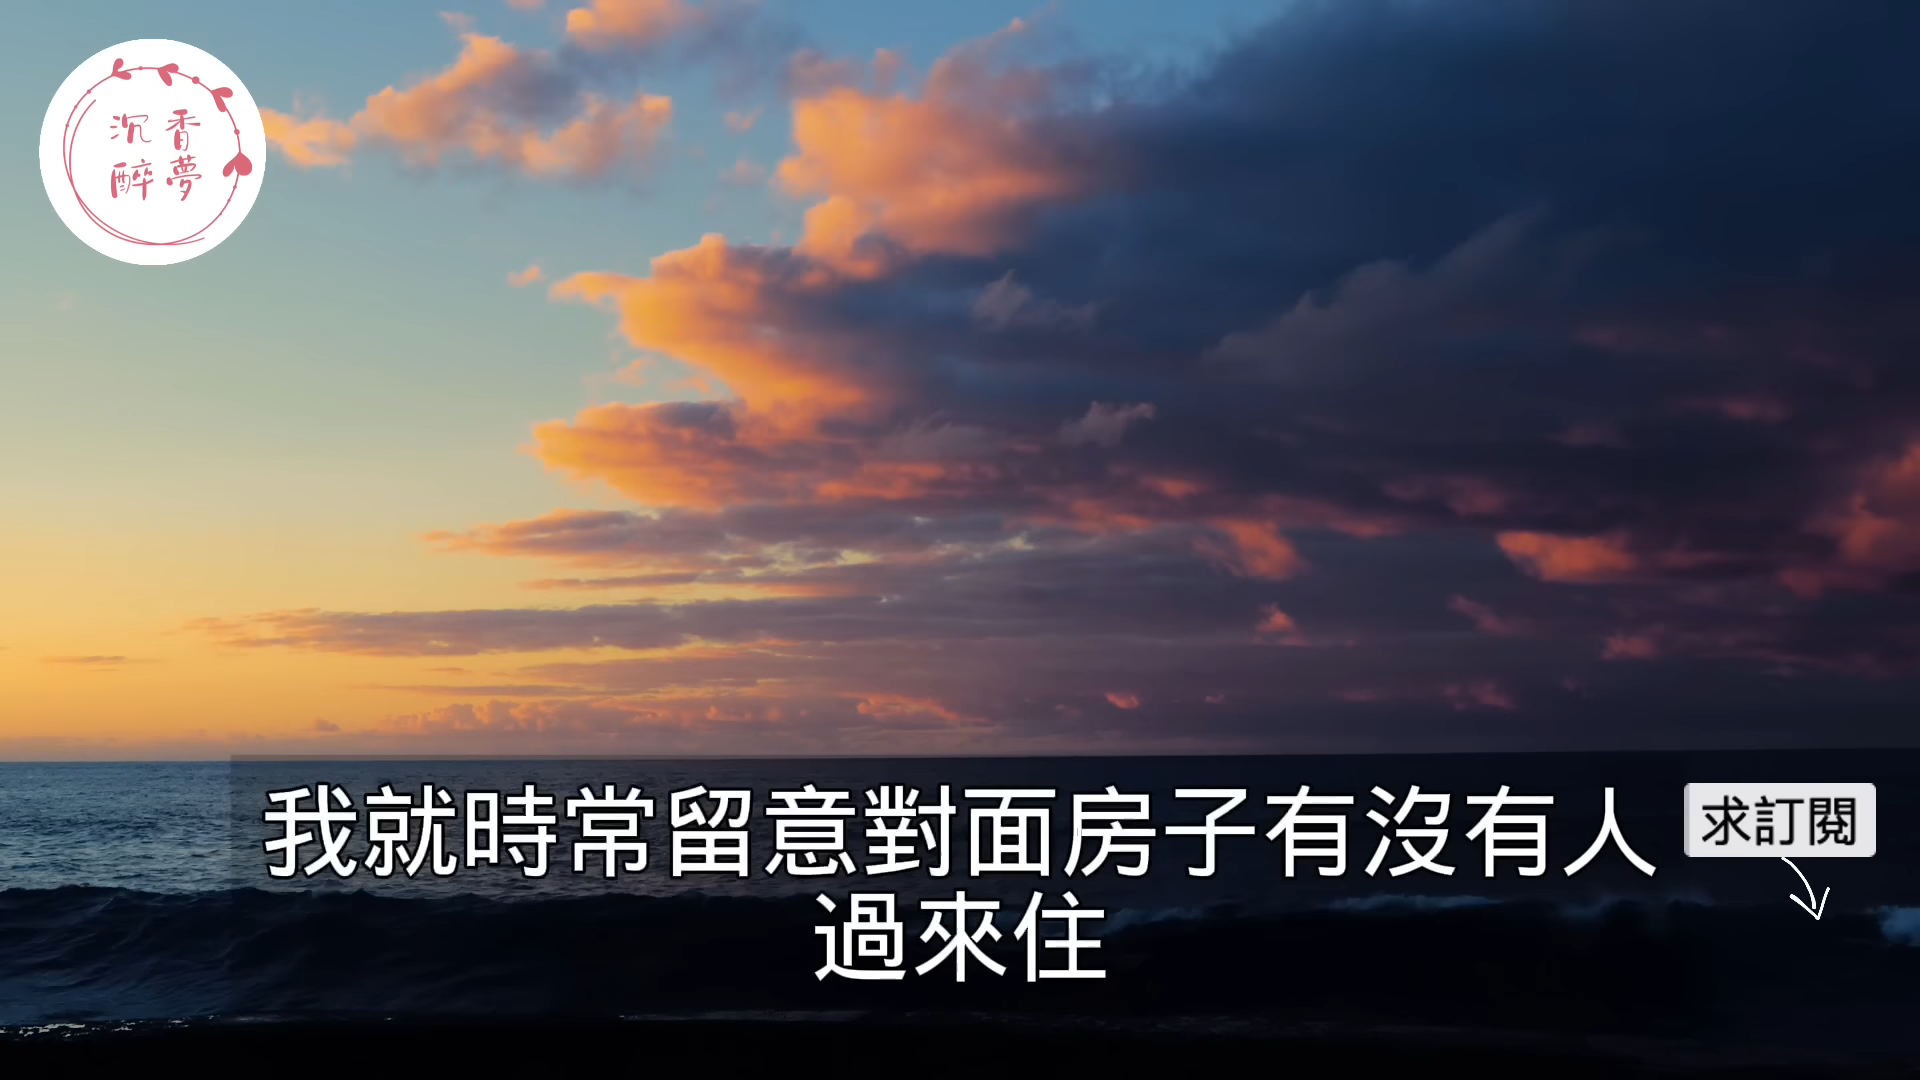 沉香
醉夢
我就時常留意對面房子有沒有人
過來住
求訂閱